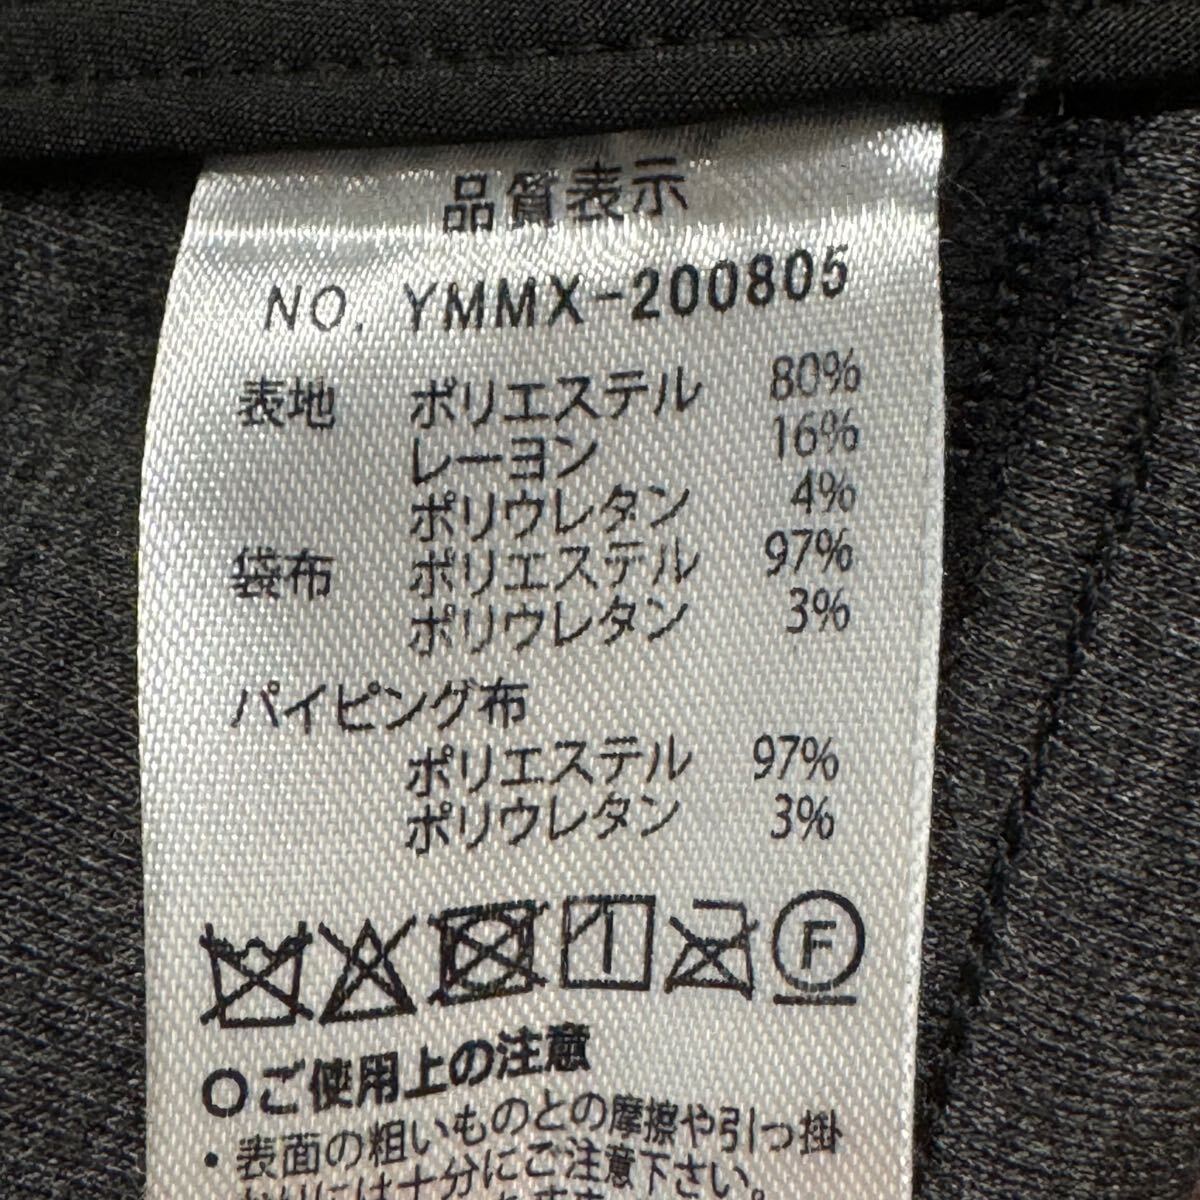 品質表示
NO. YMMX-200805
表地 ポリエステル 80%
レーヨン 16%
ポリウレタン 4%
袋布 ポリエステル 97%
ポリウレタン 3%
パイピング布
ポリエステル 97%
ポリウレタン 3%
F
○ご使用上の注意
・表面の粗いものとの摩擦や引っ掛
かりには十分にご注意下さい。